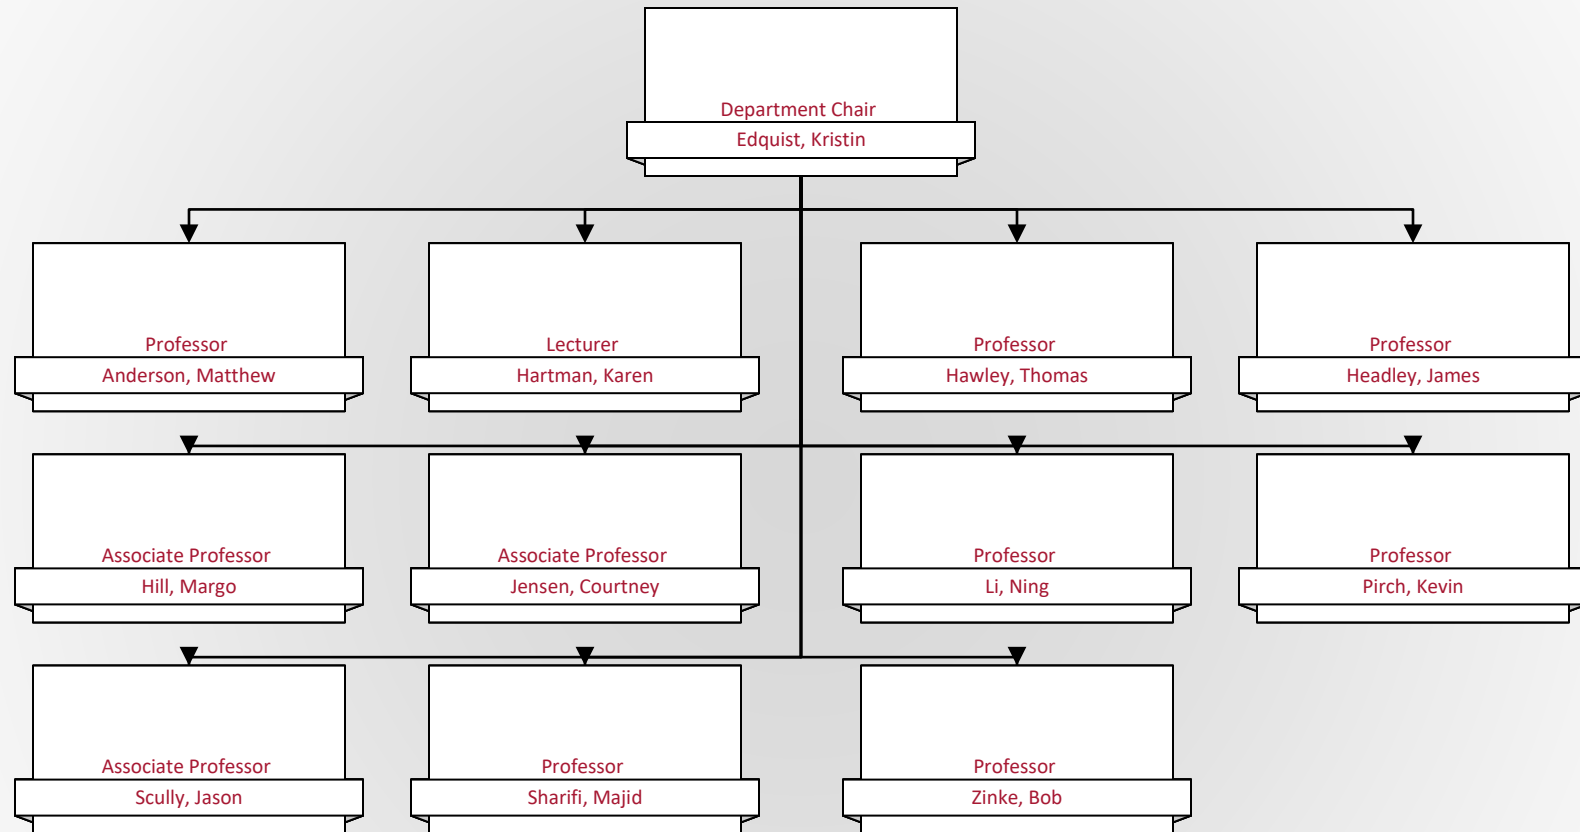 Department Chair
Edquist, Kristin
Professor
Anderson, Matthew
Lecturer
Hartman, Karen
Professor
Hawley, Thomas
Professor
Headley, James
Associate Professor
Hill, Margo
Associate Professor
Jensen, Courtney
Professor
Li, Ning
Professor
Pirch, Kevin
Associate Professor
Scully, Jason
Professor
Sharifi, Majid
Professor
Zinke, Bob